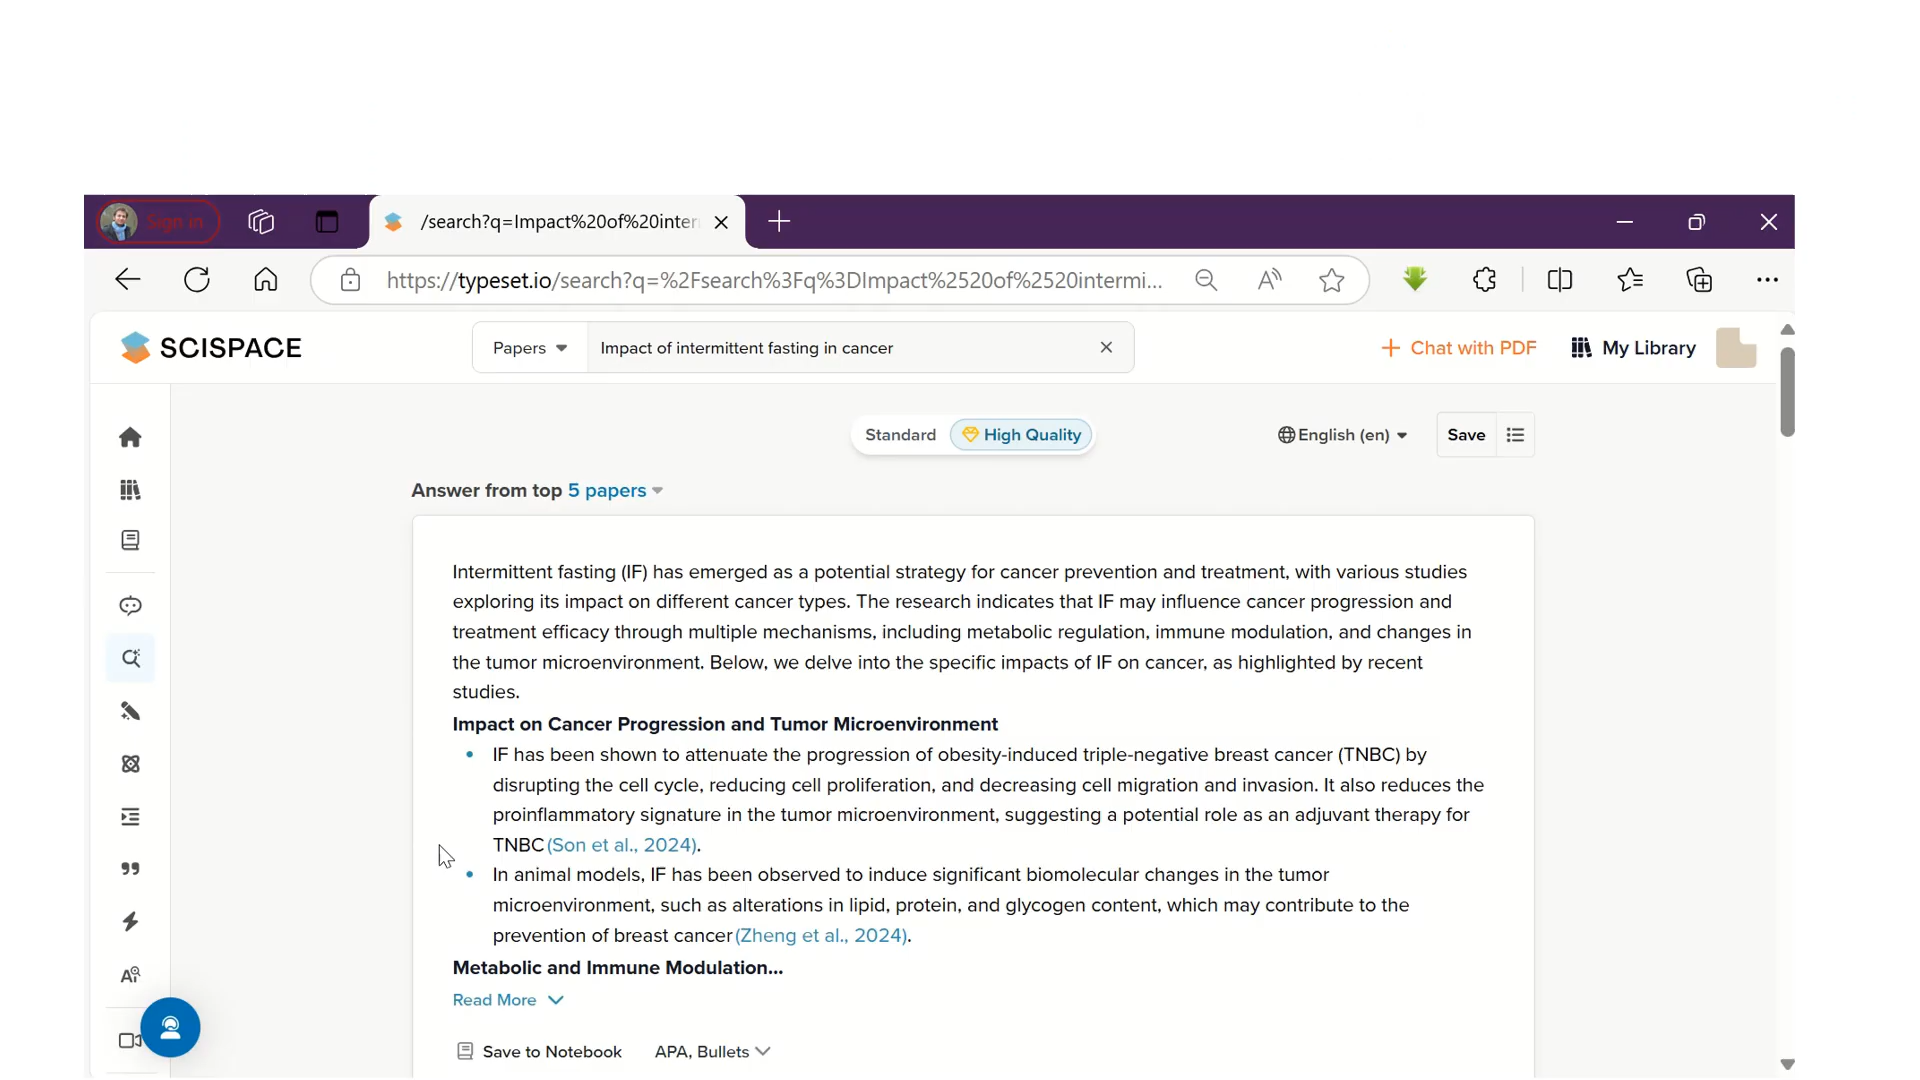 Sign in
/search?q=Impact%20of%20inter
https://typeset.io/search?q=%2Fsearch%3Fq%3DImpact%2520of%2520intermi...
SCISPACE
Papers
Impact of intermittent fasting in cancer
Chat with PDF
My Library
Standard
High Quality
English (en)
Save
Answer from top 5 papers
Intermittent fasting (IF) has emerged as a potential strategy for cancer prevention and treatment, with various studies
exploring its impact on different cancer types. The research indicates that IF may influence cancer progression and
treatment efficacy through multiple mechanisms, including metabolic regulation, immune modulation, and changes in
the tumor microenvironment. Below, we delve into the specific impacts of IF on cancer, as highlighted by recent
studies.
Impact on Cancer Progression and Tumor Microenvironment
• IF has been shown to attenuate the progression of obesity-induced triple-negative breast cancer (TNBC) by
disrupting the cell cycle, reducing cell proliferation, and decreasing cell migration and invasion. It also reduces the
proinflammatory signature in the tumor microenvironment, suggesting a potential role as an adjuvant therapy for
TNBC (Son et al., 2024).
• In animal models, IF has been observed to induce significant biomolecular changes in the tumor
microenvironment, such as alterations in lipid, protein, and glycogen content, which may contribute to the
prevention of breast cancer (Zheng et al., 2024).
Metabolic and Immune Modulation...
Read More
Save to Notebook
APA, Bullets